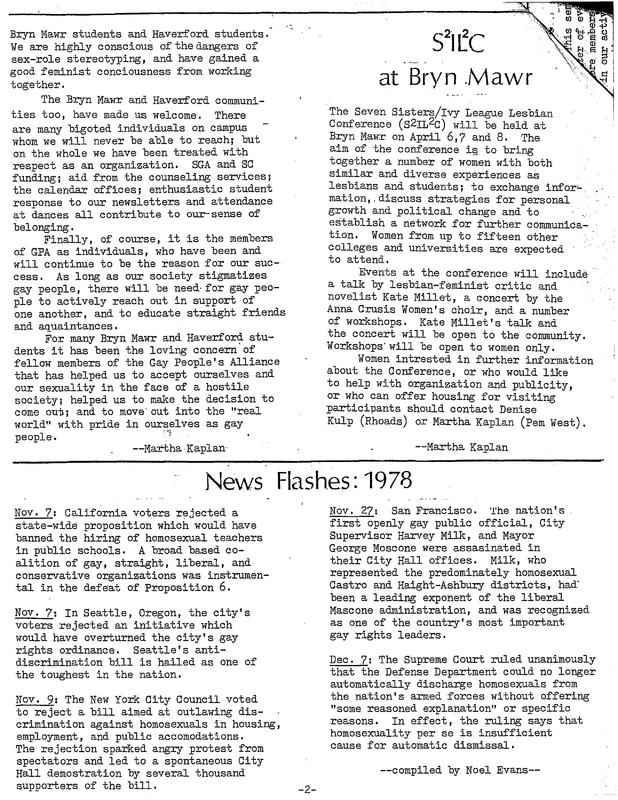 Bryn Mawr students and Haverford students.
We are highly conscious of the dangers of
sex-role stereotyping, and have gained a
good feminist conciousness from working
together.
The Bryn Mawr and Haverford communi-
ties too, have made us welcome. There
are many bigoted individuals on campus
whom we will never be able to reach; but
on the whole we have been treated with
respect as an organization. SGA and SC
funding; aid from the counseling services;
the calendar offices; enthusiastic student
response to our newsletters and attendance
at dances all contribute to our sense of
belonging.
Finally, of course, it is the members
of GPA as individuals, who have been and
will continue to be the reason for our suc-
cess. As long as our society stigmatizes
gay people, there will be need for gay peo-
ple to actively reach out in support of
one another, and to educate straight friends
and aquaintances.
For many Bryn Mawr and Haverford stu-
dents it has been the loving concern of
fellow members of the Gay People's Alliance
that has helped us to accept ourselves and
our sexuality in the face of a hostile
society; helped us to make the decision to
come out; and to move out into the "real
world" with pride in ourselves as gay
people.
--Martha Kaplan
S²IL²C
at Bryn Mawr
The Seven Sisters/Ivy League Lesbian
Conference (S²IL²C) will be held at
Bryn Mawr on April 6,7 and 8. The
aim of the conference is to bring
together a number of women with both
similar and diverse experiences as
lesbians and students; to exchange infor-
mation, discuss strategies for personal
growth and political change and to
establish a network for further communica-
tion. Women from up to fifteen other
colleges and universities are expected
to attend.
Events at the conference will include
a talk by lesbian-feminist critic and
novelist Kate Millet, a concert by the
Anna Crusis Women's choir, and a number
of workshops. Kate Millet's talk and
the concert will be open to the community.
Workshops will be open to women only.
Women intrested in further information
about the Conference, or who would like
to help with organization and publicity,
or who can offer housing for visiting
participants should contact Denise
Kulp (Rhoads) or Martha Kaplan (Pem West).
--Martha Kaplan
his sen
ter of ev
re members
in our activ
News Flashes: 1978
Nov. 7: California voters rejected a
state-wide proposition which would have
banned the hiring of homosexual teachers
in public schools. A broad based co-
alition of gay, straight, liberal, and
conservative organizations was instrumen-
tal in the defeat of Proposition 6.
Nov. 7: In Seattle, Oregon, the city's
voters rejected an initiative which
would have overturned the city's gay
rights ordinance. Seattle's anti-
discrimination bill is hailed as one of
the toughest in the nation.
Nov. 9: The New York City Council voted
to reject a bill aimed at outlawing dis-
crimination against homosexuals in housing,
employment, and public accomodations.
The rejection sparked angry protest from
spectators and led to a spontaneous City
Hall demostration by several thousand
supporters of the bill.
Nov. 27: San Francisco. The nation's
first openly gay public official, City
Supervisor Harvey Milk, and Mayor
George Moscone were assasinated in
their City Hall offices. Milk, who
represented the predominately homosexual
Castro and Haight-Ashbury districts, had
been a leading exponent of the liberal
Mascone administration, and was recognized
as one of the country's most important
gay rights leaders.
Dec. 7: The Supreme Court ruled unanimously
that the Defense Department could no longer
automatically discharge homosexuals from
the nation's armed forces without offering
"some reasoned explanation" or specific
reasons. In effect, the ruling says that
homosexuality per se is insufficient
cause for automatic dismissal.
--compiled by Noel Evans--
-2-